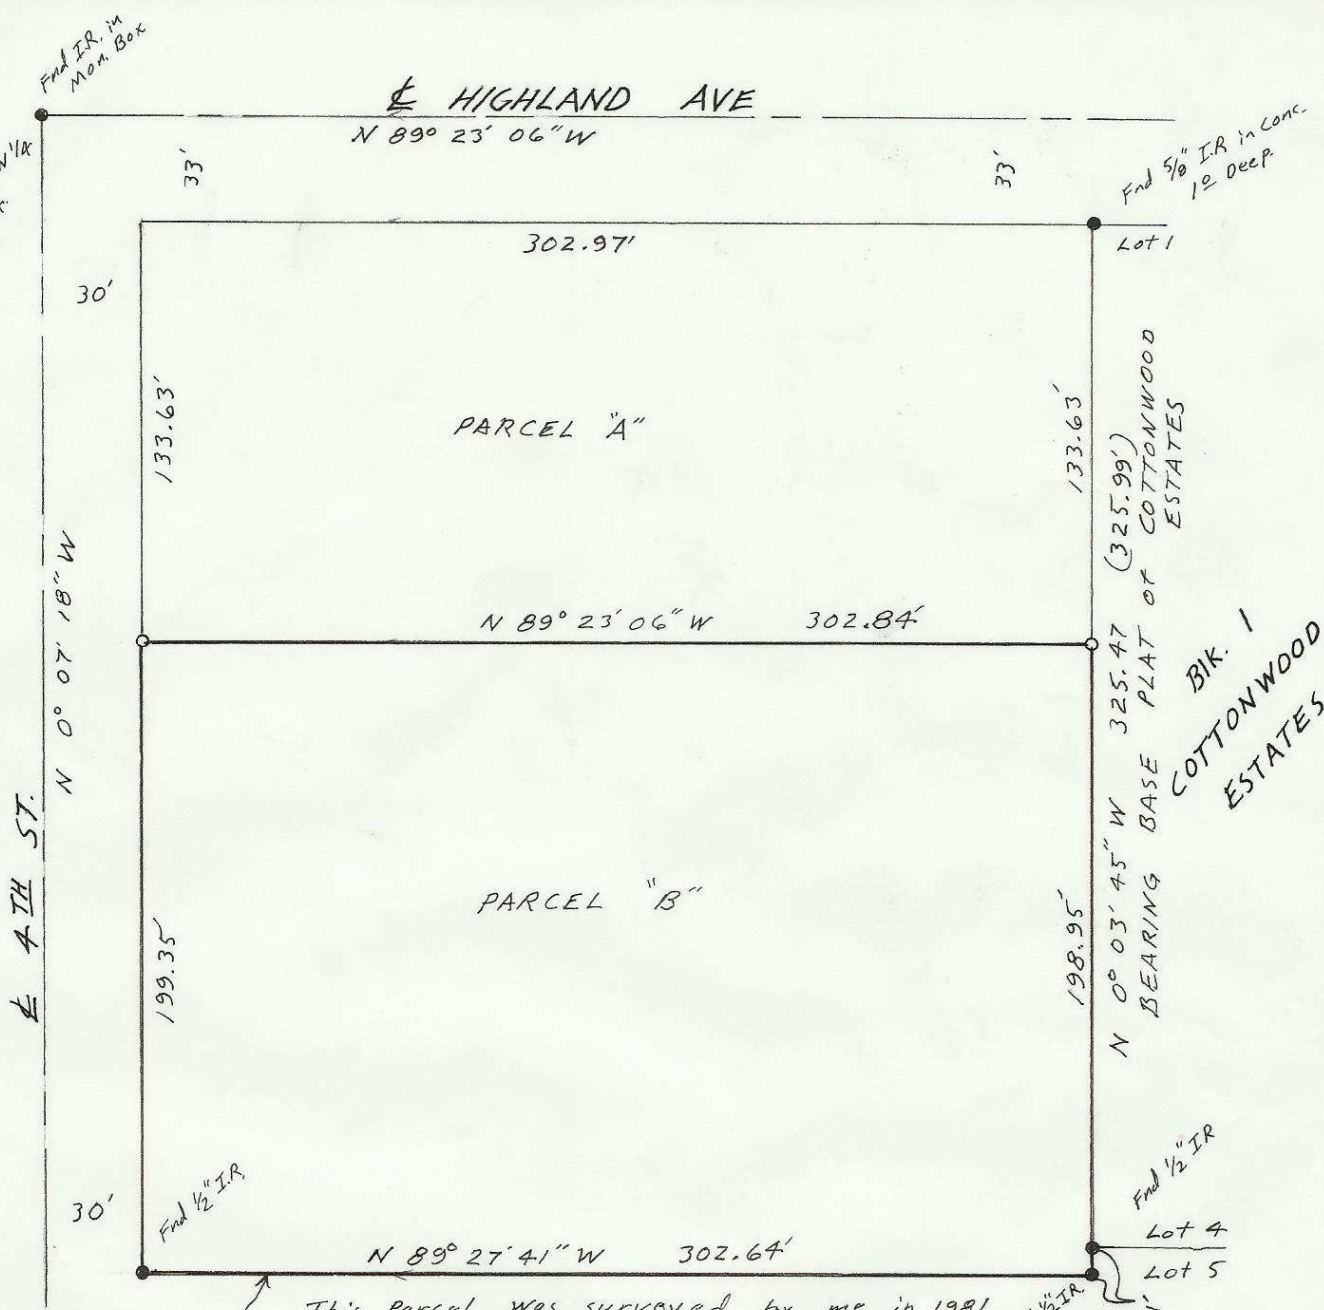 Fnd I.R. in
Mon. Box
℄ HIGHLAND AVE
N 89° 23' 06" W
N 1/4
33'
33'
Fnd 5/8" I.R in Conc.
1º Deep.
302.97'
Lot 1
30'
133.63'
133.63'
PARCEL "A"
N 0° 07' 18" W
N 89° 23' 06" W 302.84'
N 0° 03' 45" W 325.47 (325.99')
BEARING BASE PLAT of COTTONWOOD
ESTATES
Blk. 1
COTTONWOOD
ESTATES
℄ 4TH ST.
PARCEL "B"
199.35'
198.95'
30'
Fnd 1/2" I.R.
Fnd 1/2" I.R
N 89° 27' 41" W 302.64'
Lot 4
Lot 5
This Parcel was surveyed by me in 1981
1/2" I.R